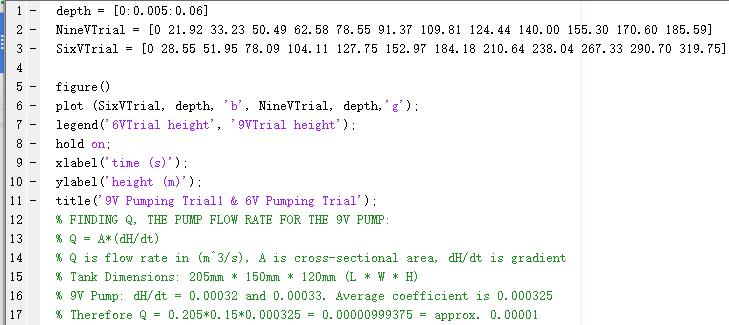 1 - depth = [0:0.005:0.06]
2 - NineVTrial = [0 21.92 33.23 50.49 62.58 78.55 91.37 109.81 124.44 140.00 155.30 170.60 185.59]
3 - SixVTrial = [0 28.55 51.95 78.09 104.11 127.75 152.97 184.18 210.64 238.04 267.33 290.70 319.75]
4
5 - figure()
6 - plot (SixVTrial, depth, 'b', NineVTrial, depth,'g');
7 - legend('6VTrial height', '9VTrial height');
8 - hold on;
9 - xlabel('time (s)');
10 - ylabel('height (m)');
11 - title('9V Pumping Trial1 & 6V Pumping Trial');
12 % FINDING Q, THE PUMP FLOW RATE FOR THE 9V PUMP:
13 % Q = A*(dH/dt)
14 % Q is flow rate in (m^3/s), A is cross-sectional area, dH/dt is gradient
15 % Tank Dimensions: 205mm * 150mm * 120mm (L * W * H)
16 % 9V Pump: dH/dt = 0.00032 and 0.00033. Average coefficient is 0.000325
17 % Therefore Q = 0.205*0.15*0.000325 = 0.00000999375 = approx. 0.00001